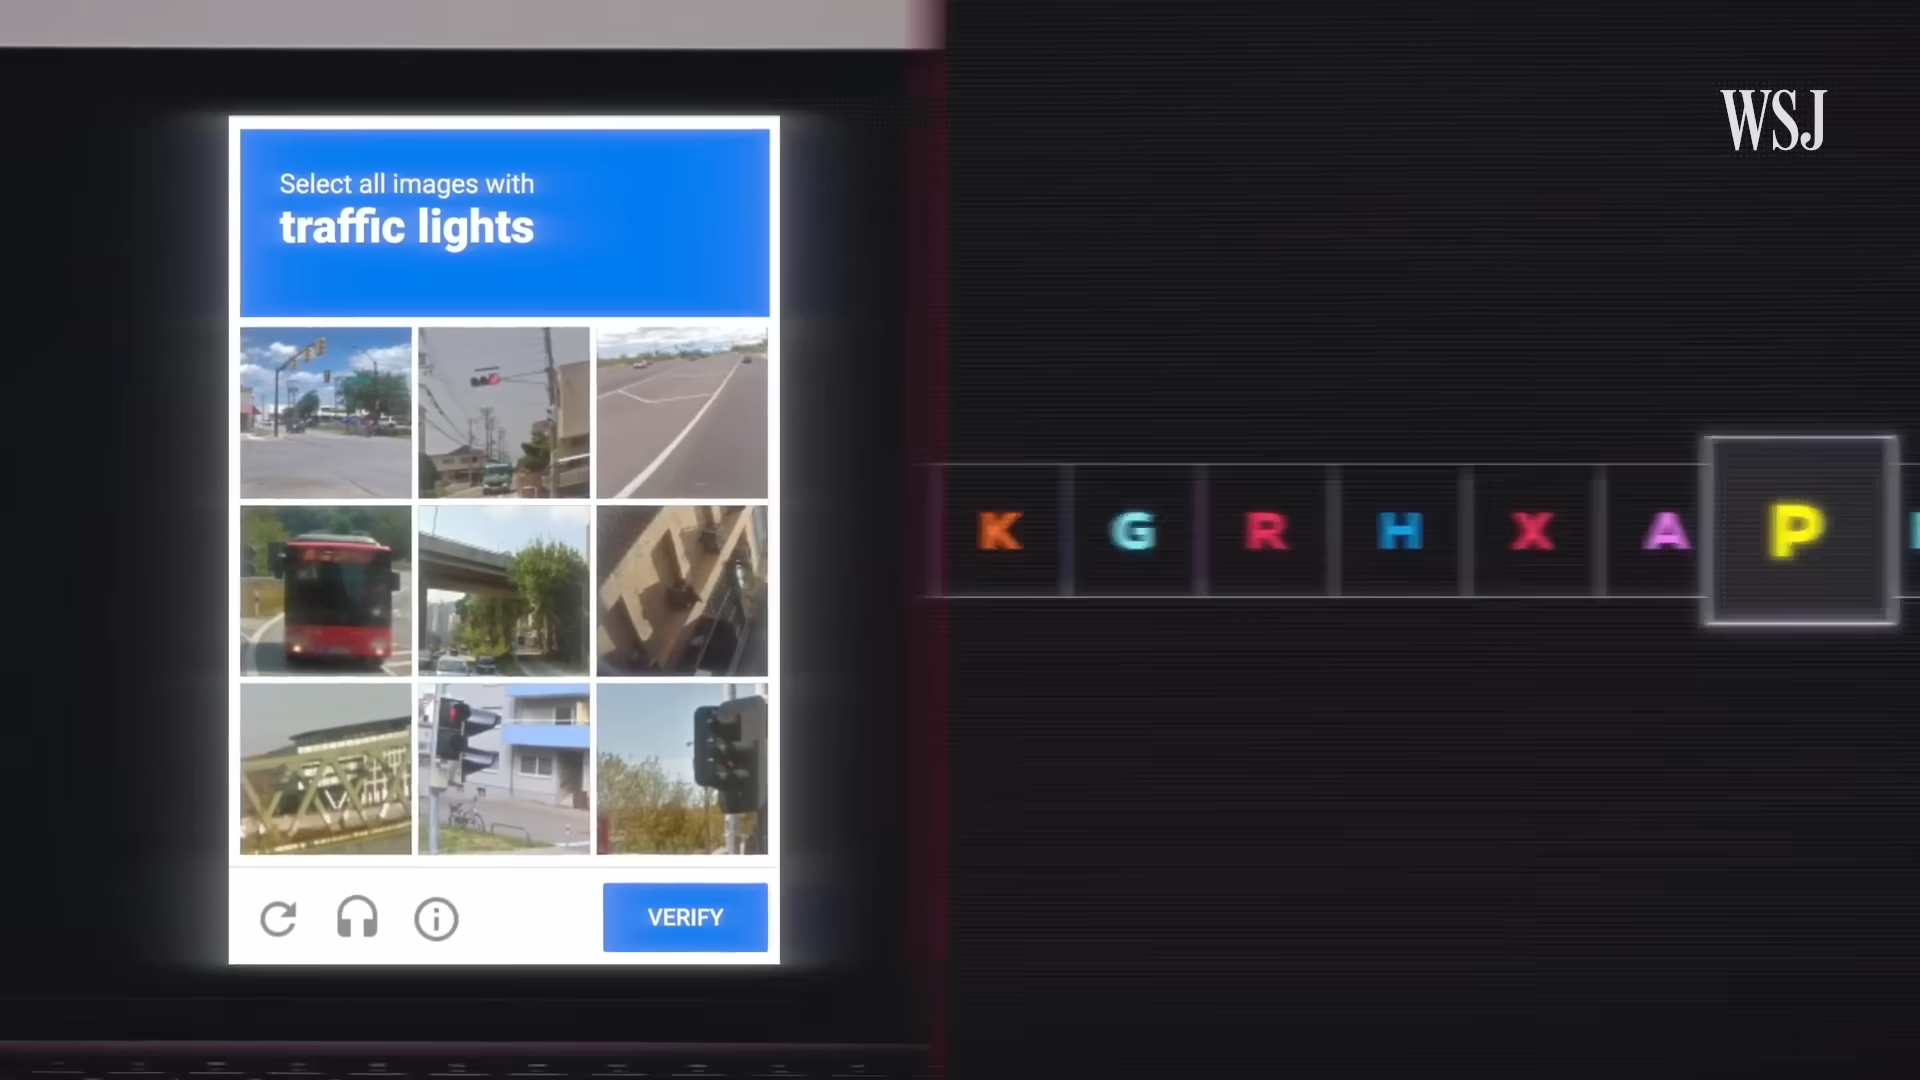 WSJ
Select all images with
traffic lights
K G R H X A P
VERIFY